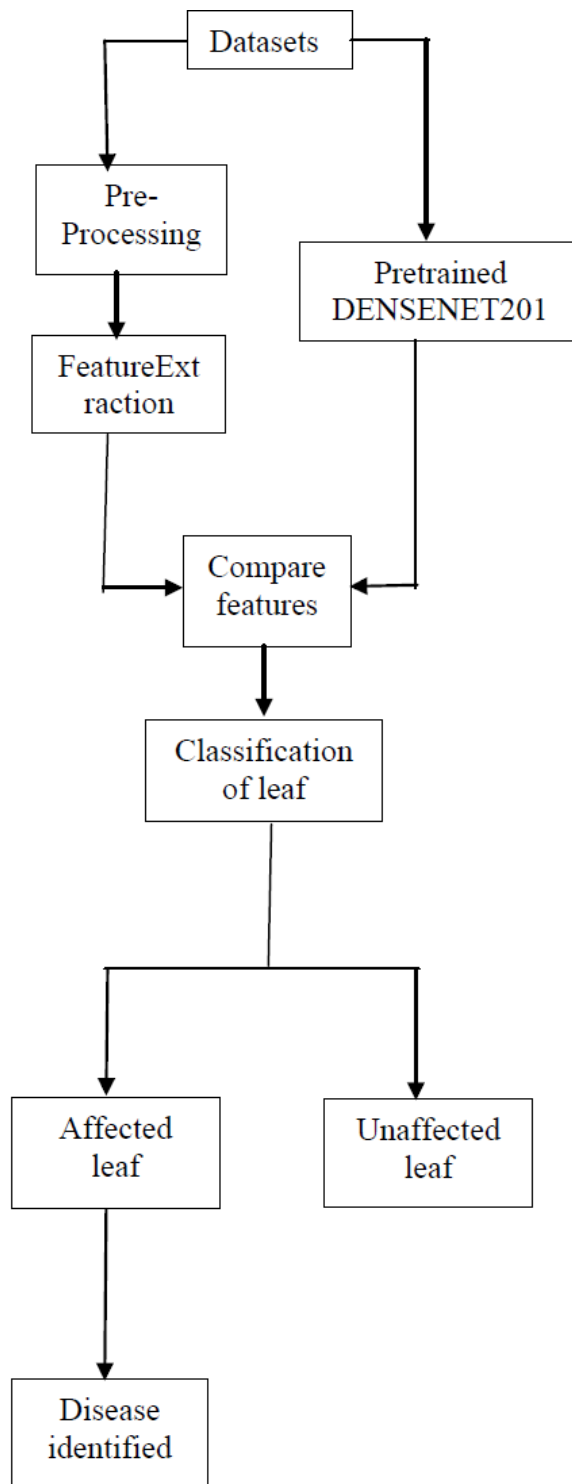 Datasets
Pre-
Processing
Pretrained
DENSENET201
FeatureExt
raction
Compare
features
Classification
of leaf
Affected
leaf
Unaffected
leaf
Disease
identified